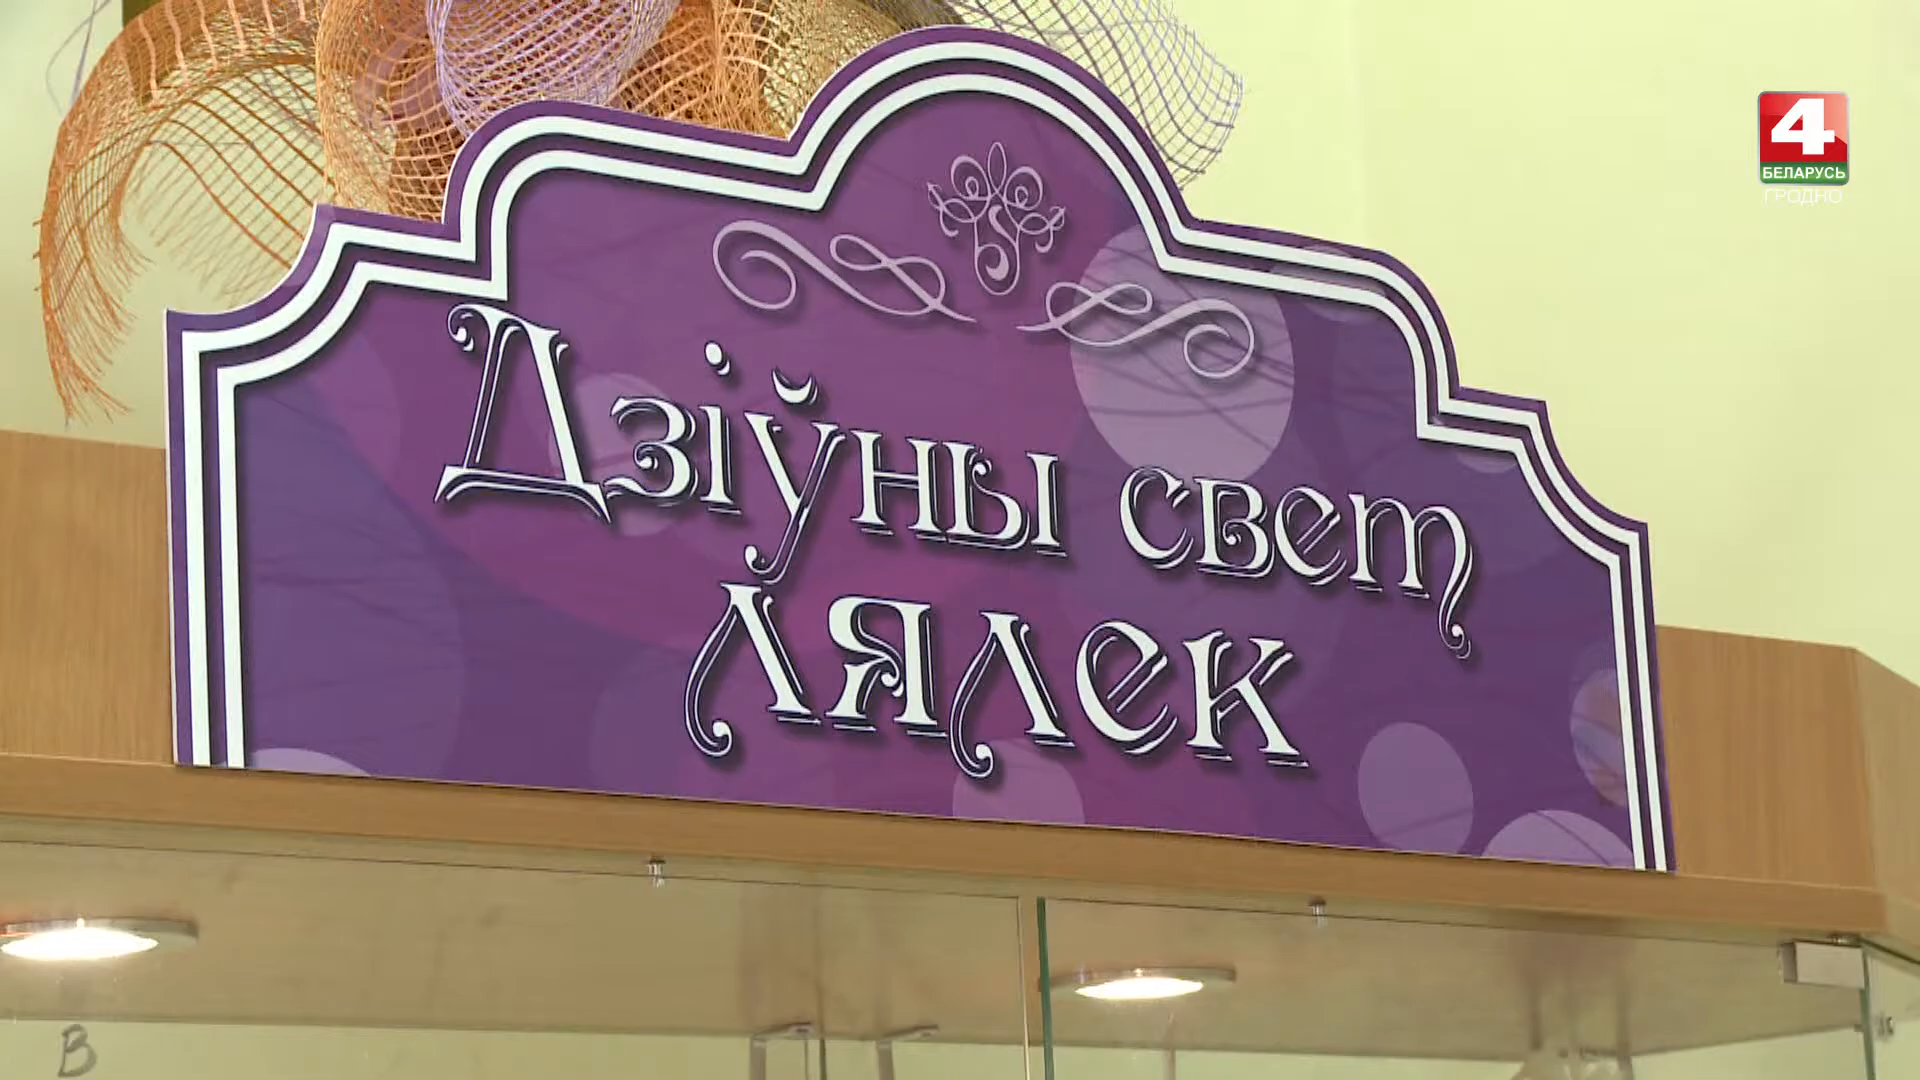 4
БЕЛАРУСЬ
ГРОДНО
Дзіўны свет
лялек
В